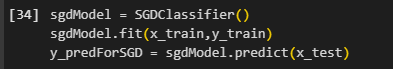 [34] sgdModel = SGDClassifier()
sgdModel.fit(x_train,y_train)
y_predForSGD = sgdModel.predict(x_test)